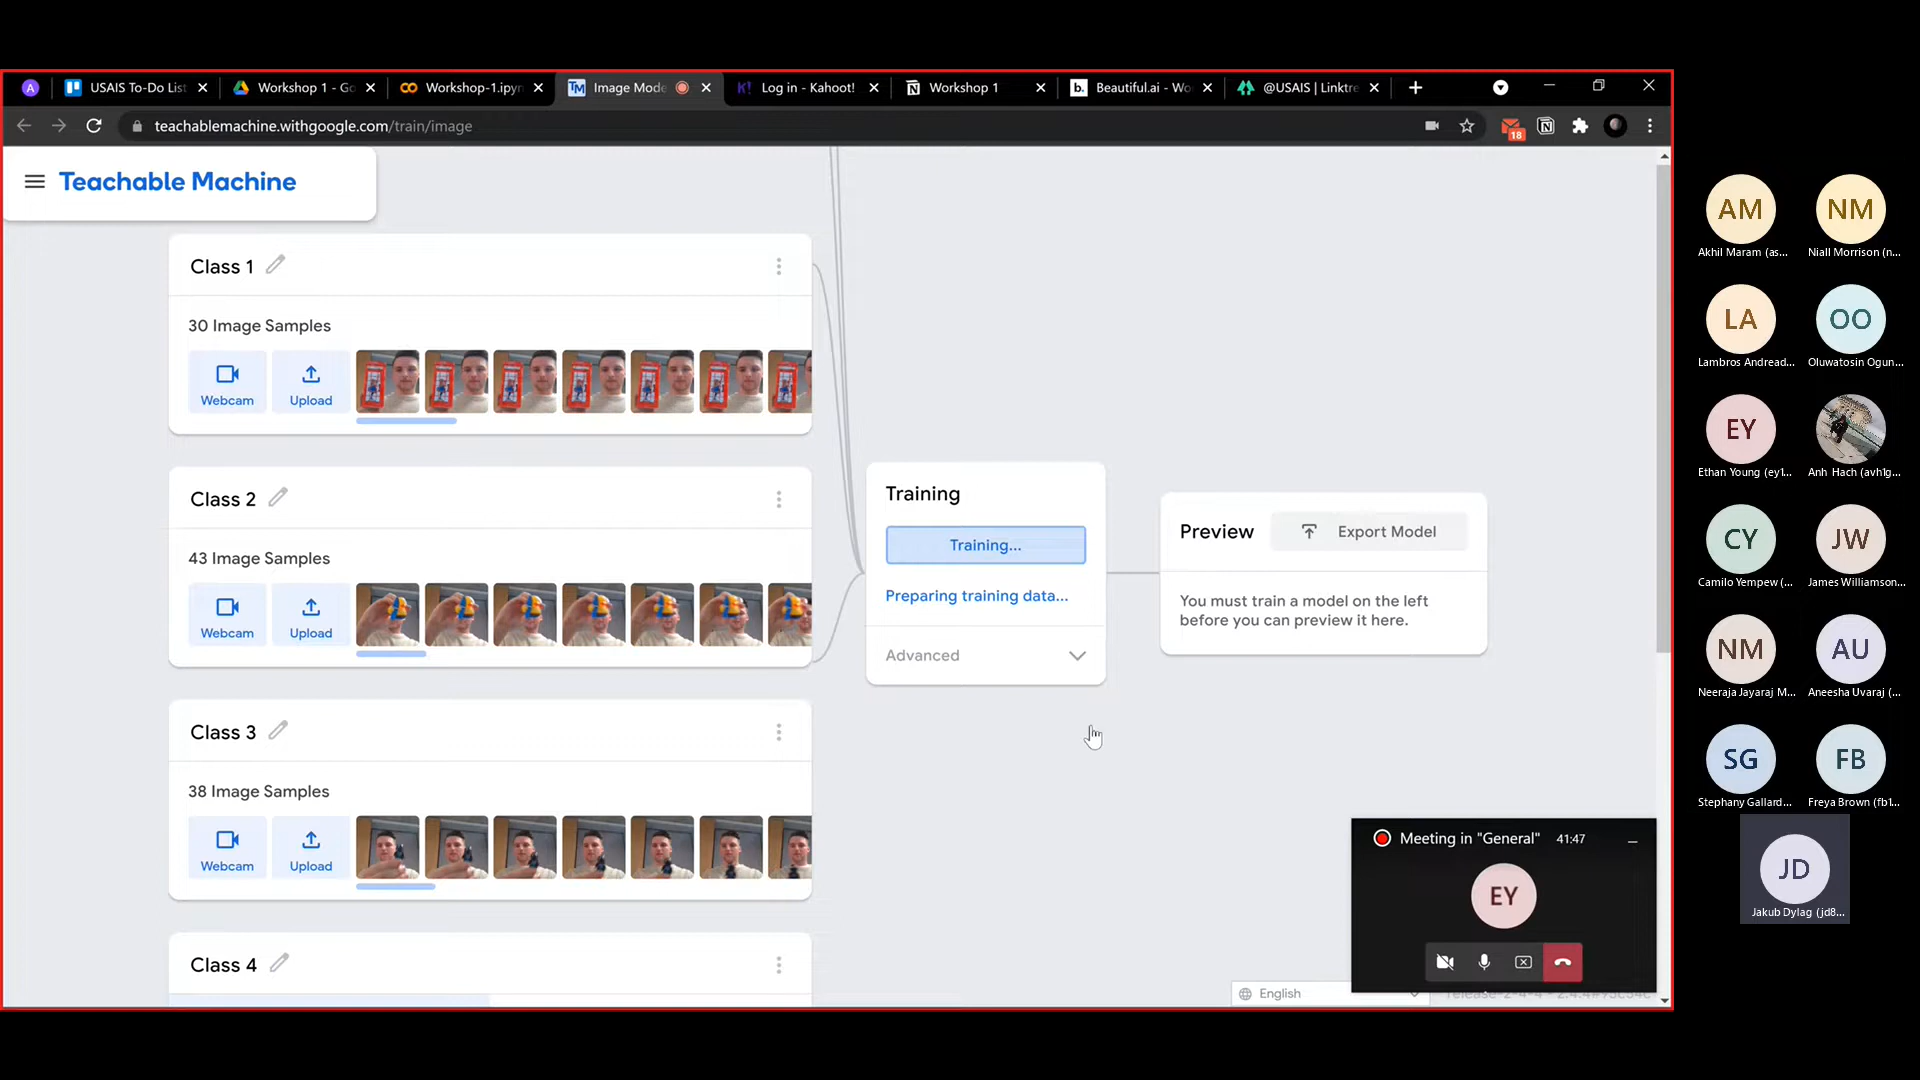 A
USAIS To-Do List
Workshop 1 - Go
Workshop-1.ipyn
TM
Image Mode
K!
Log in - Kahoot!
Workshop 1
b.
Beautiful.ai - Wo
@USAIS | Linktre
teachablemachine.withgoogle.com/train/image
18
Teachable Machine
Class 1
30 Image Samples
Webcam
Upload
Class 2
43 Image Samples
Webcam
Upload
Class 3
38 Image Samples
Webcam
Upload
Class 4
Training
Training...
Preparing training data...
Advanced
Preview
Export Model
You must train a model on the left
before you can preview it here.
Meeting in "General"
41:47
EY
English
AM
Akhil Maram (as...
NM
Niall Morrison (n...
LA
Lambros Andread...
OO
Oluwatosin Ogun...
EY
Ethan Young (ey1...
Anh Hach (avh1g...
CY
Camilo Yempew (...
JW
James Williamson...
NM
Neeraja Jayaraj M...
AU
Aneesha Uvaraj (...
SG
Stephany Gallard...
FB
Freya Brown (fb1...
JD
Jakub Dylag (jd8...